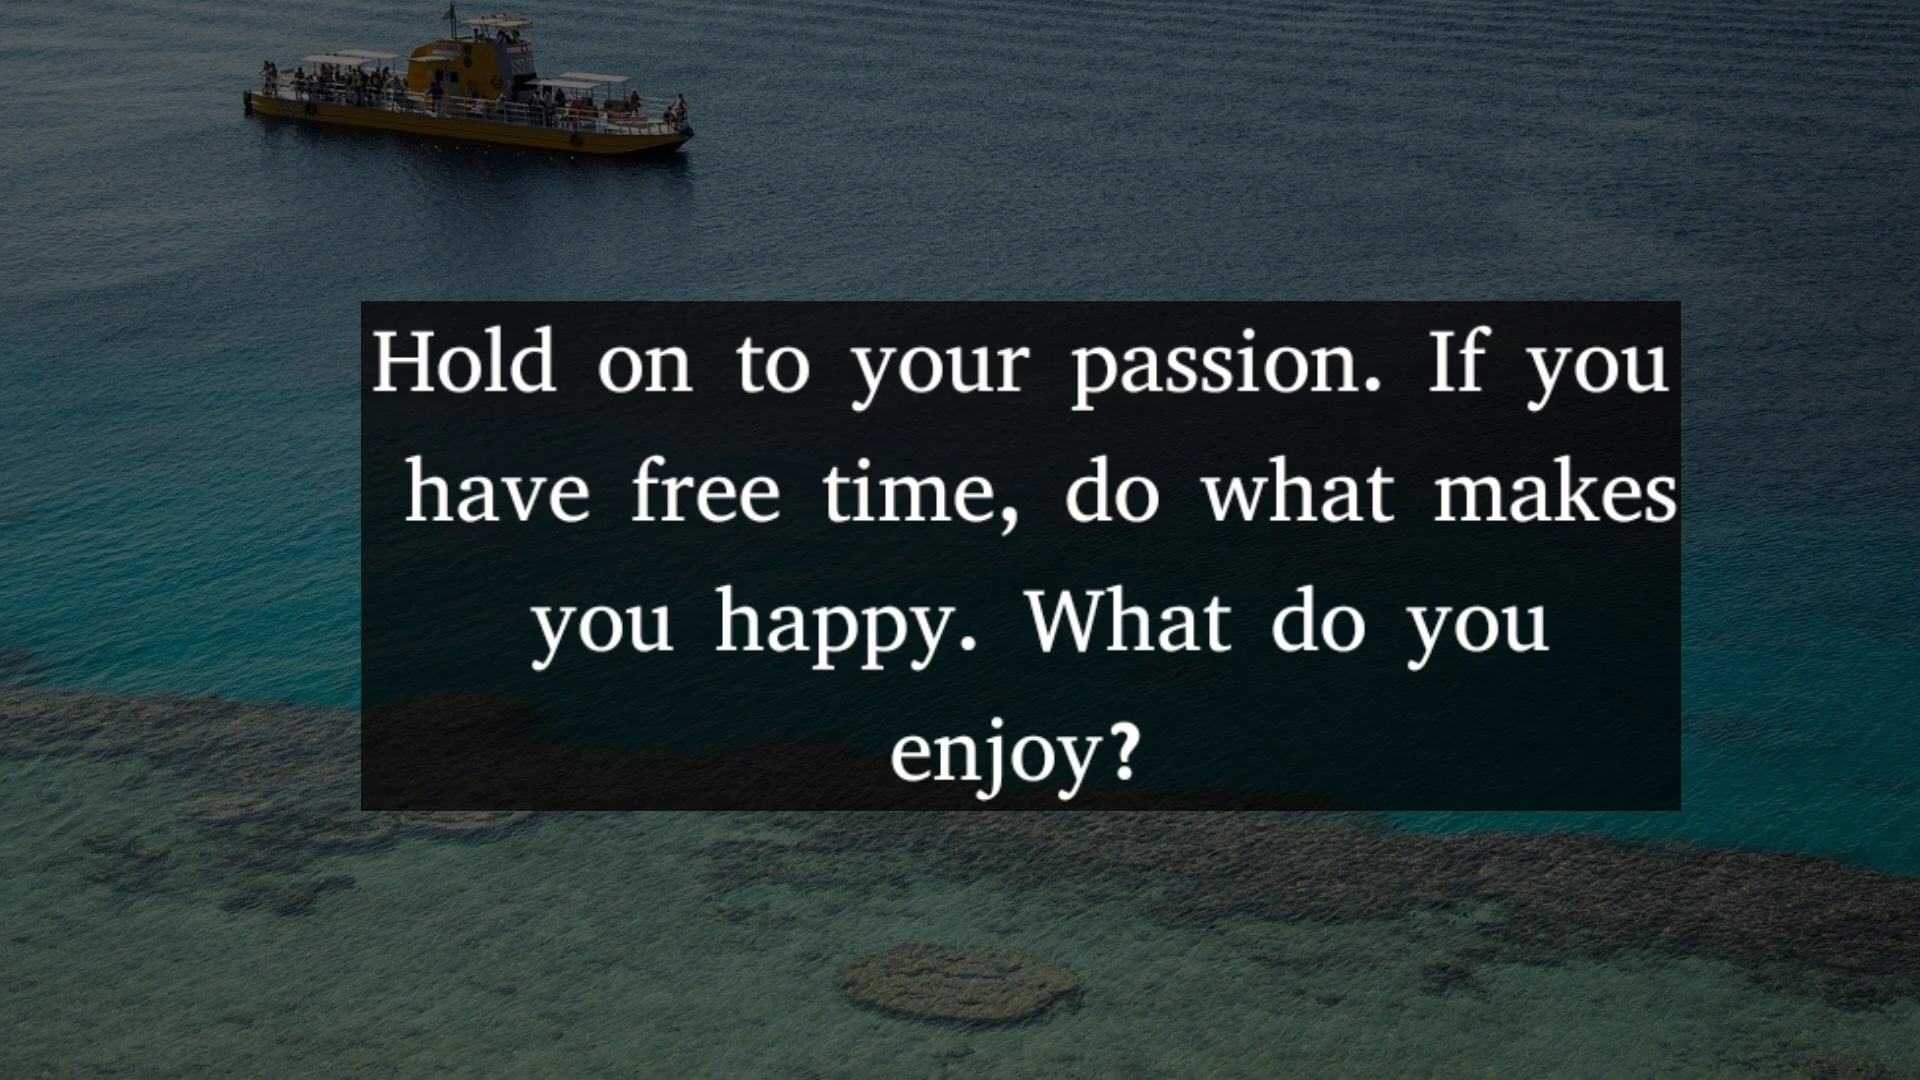 Hold on to your passion. If you
have free time, do what makes
you happy. What do you
enjoy?